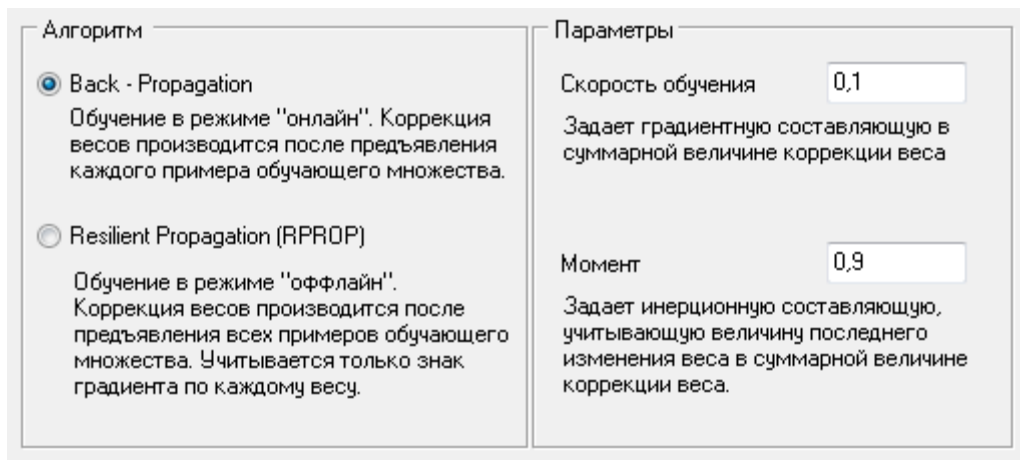 Алгоритм
Back - Propagation
Обучение в режиме "онлайн". Коррекция
весов производится после предъявления
каждого примера обучающего множества.
Resilient Propagation (RPROP)
Обучение в режиме "оффлайн".
Коррекция весов производится после
предъявления всех примеров обучающего
множества. Учитывается только знак
градиента по каждому весу.
Параметры
Скорость обучения 0,1
Задает градиентную составляющую в
суммарной величине коррекции веса
Момент 0,9
Задает инерционную составляющую,
учитывающую величину последнего
изменения веса в суммарной величине
коррекции веса.